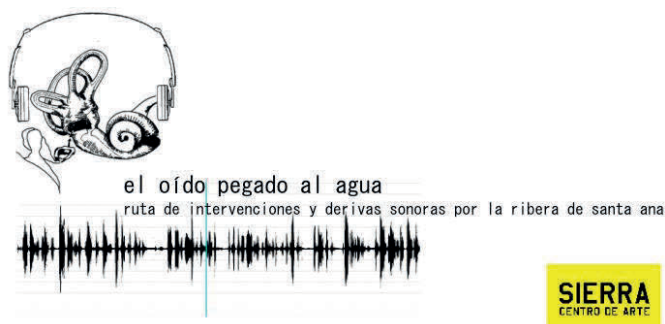 el oído pegado al agua
ruta de intervenciones y derivas sonoras por la ribera de santa ana
SIERRA
CENTRO DE ARTE